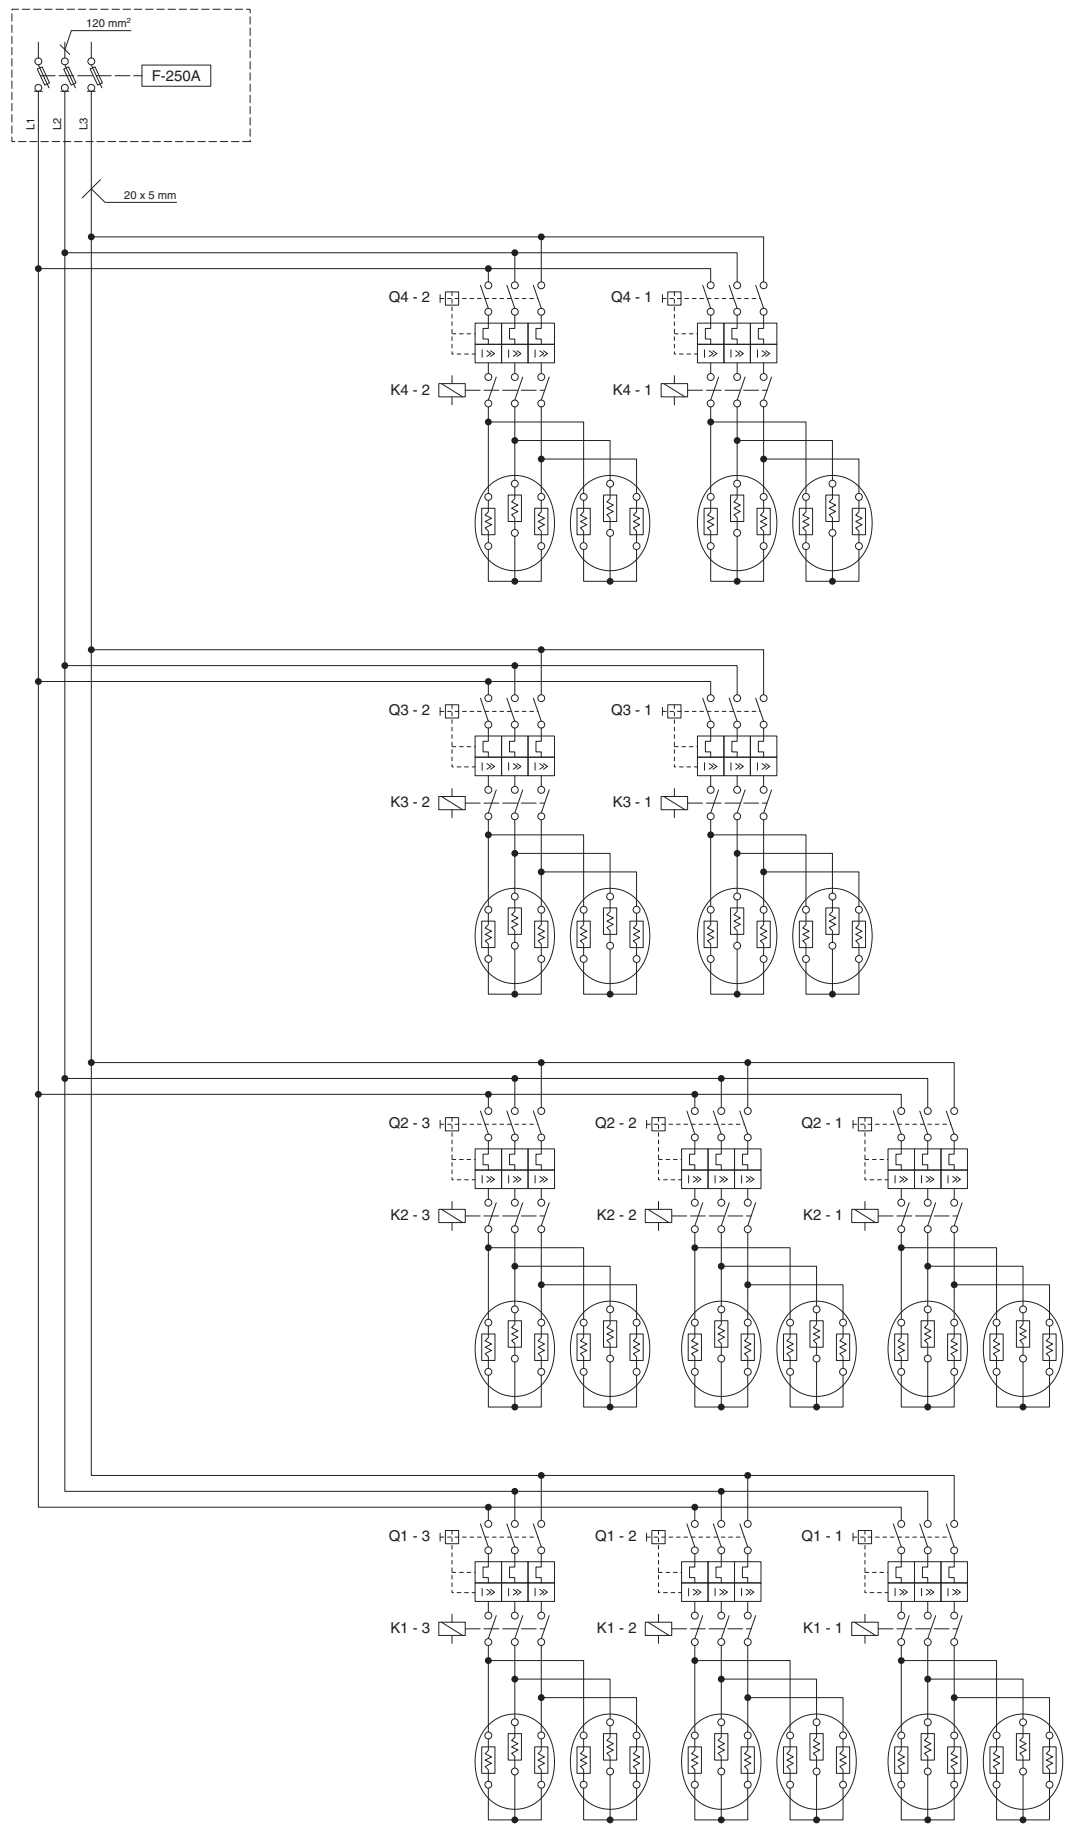 120 mm²
F-250A
L1
L2
L3
20 x 5 mm
Q4 - 2
Q4 - 1
I>>
I>>
I>>
I>>
I>>
I>>
K4 - 2
K4 - 1
Q3 - 2
Q3 - 1
I>>
I>>
I>>
I>>
I>>
I>>
K3 - 2
K3 - 1
Q2 - 3
Q2 - 2
Q2 - 1
I>>
I>>
I>>
I>>
I>>
I>>
I>>
I>>
I>>
K2 - 3
K2 - 2
K2 - 1
Q1 - 3
Q1 - 2
Q1 - 1
I>>
I>>
I>>
I>>
I>>
I>>
I>>
I>>
I>>
K1 - 3
K1 - 2
K1 - 1